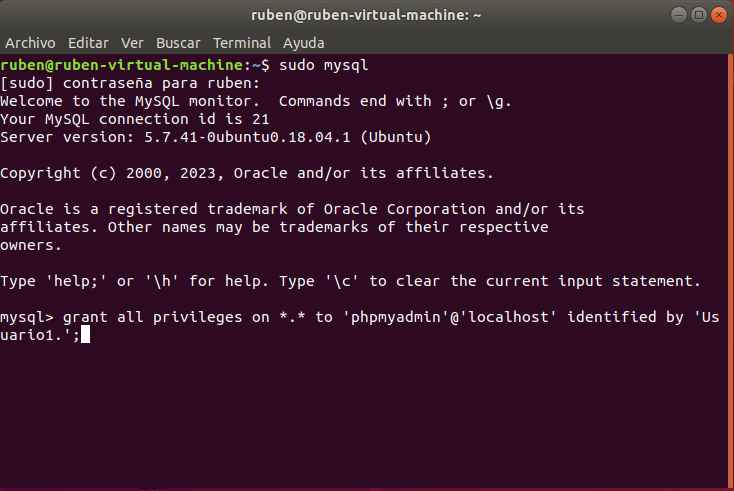 ruben@ruben-virtual-machine: ~
Archivo Editar Ver Buscar Terminal Ayuda
ruben@ruben-virtual-machine:~$ sudo mysql
[sudo] contraseña para ruben:
Welcome to the MySQL monitor.  Commands end with ; or \g.
Your MySQL connection id is 21
Server version: 5.7.41-0ubuntu0.18.04.1 (Ubuntu)
Copyright (c) 2000, 2023, Oracle and/or its affiliates.
Oracle is a registered trademark of Oracle Corporation and/or its
affiliates. Other names may be trademarks of their respective
owners.
Type 'help;' or '\h' for help. Type '\c' to clear the current input statement.
mysql> grant all privileges on *.* to 'phpmyadmin'@'localhost' identified by 'Us
uario1.';